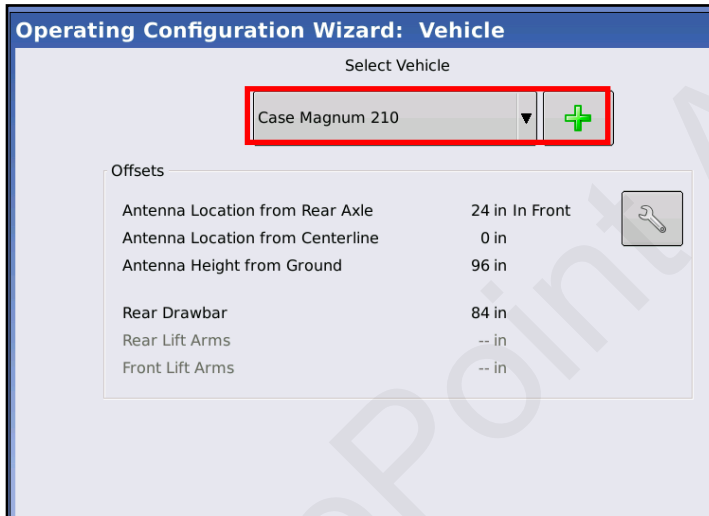 Operating Configuration Wizard: Vehicle
Select Vehicle
Case Magnum 210
Offsets
Antenna Location from Rear Axle 24 in In Front
Antenna Location from Centerline 0 in
Antenna Height from Ground 96 in
Rear Drawbar 84 in
Rear Lift Arms -- in
Front Lift Arms -- in
ePoint A